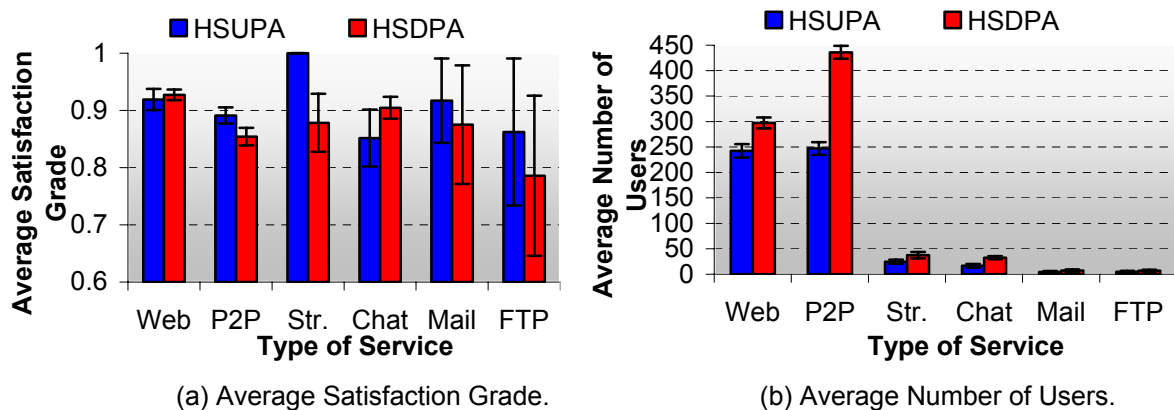 HSUPA HSDPA
Average Satisfaction
Grade
1
0.9
0.8
0.7
0.6
Web P2P Str. Chat Mail FTP
Type of Service
(a) Average Satisfaction Grade.
HSUPA HSDPA
Average Number of
Users
450
400
350
300
250
200
150
100
50
0
Web P2P Str. Chat Mail FTP
Type of Service
(b) Average Number of Users.